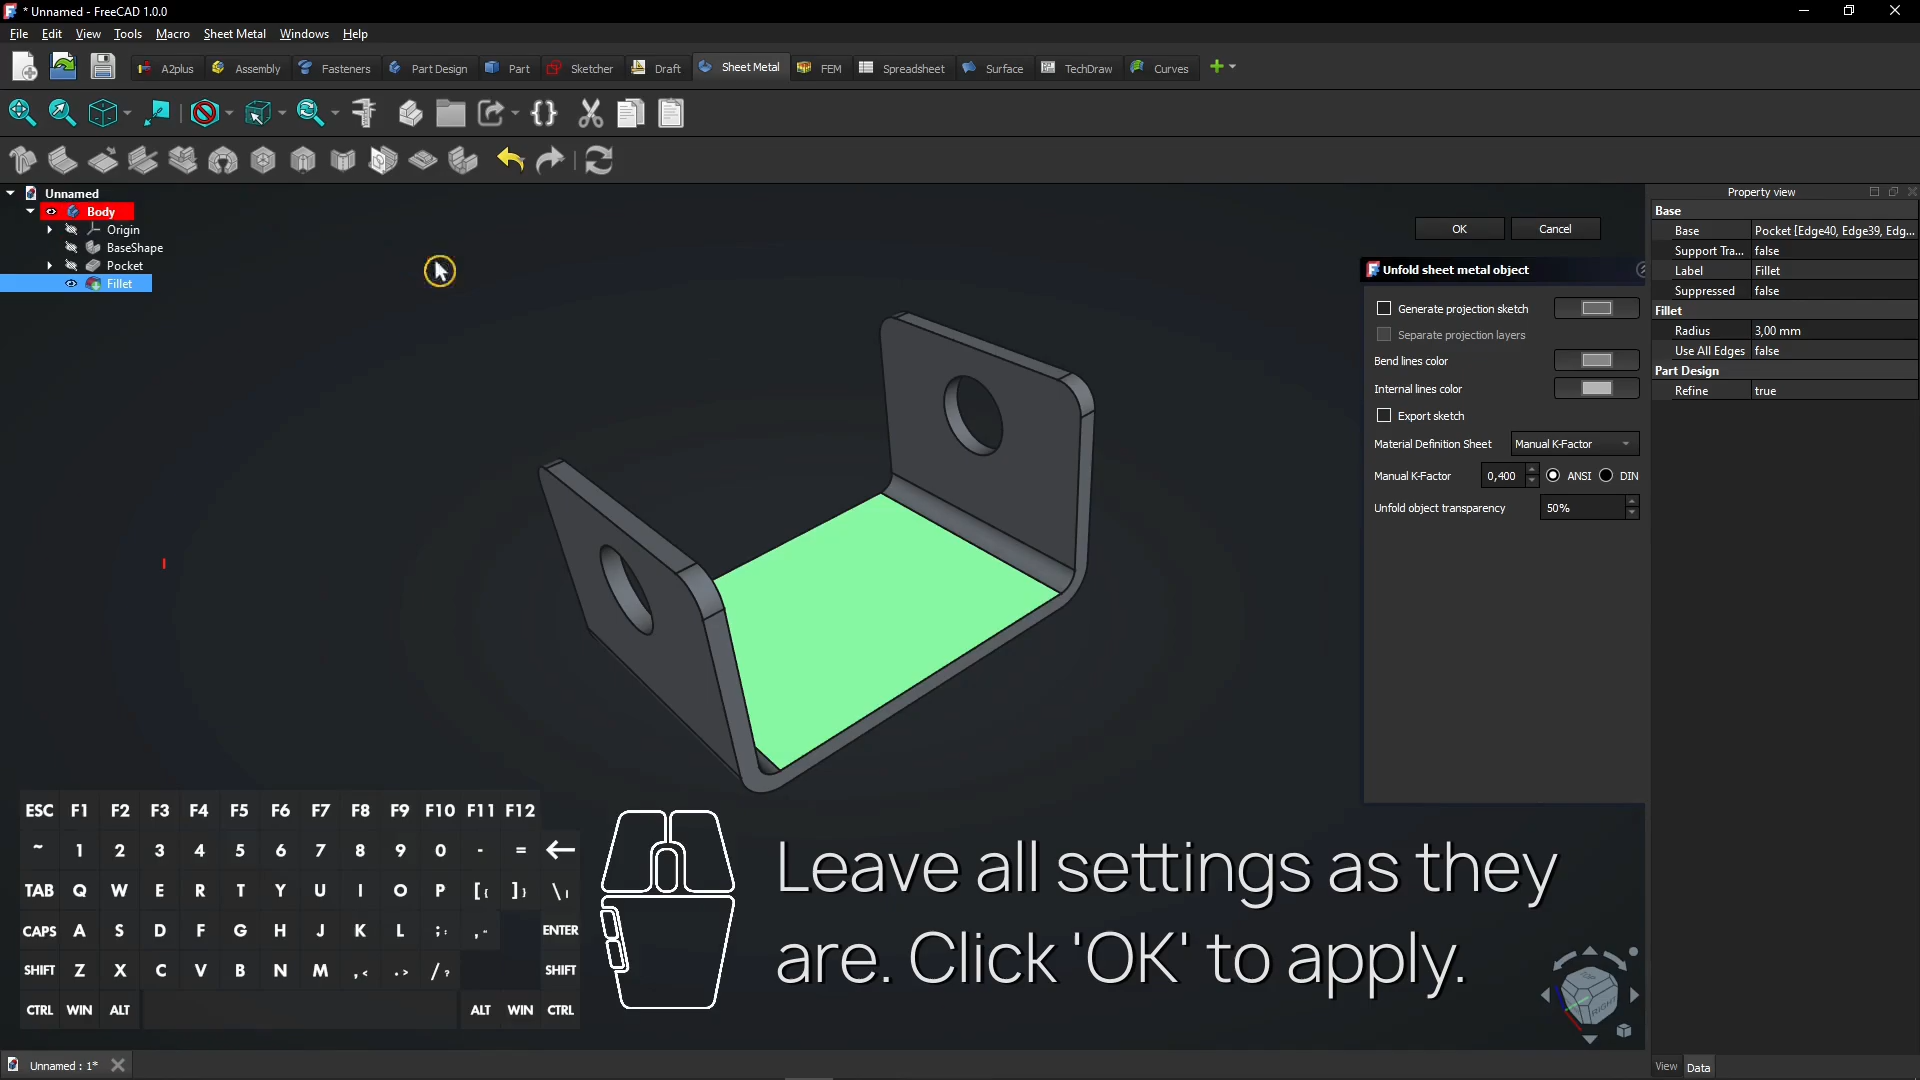 * Unnamed - FreeCAD 1.0.0
File Edit View Tools Macro Sheet Metal Windows Help
A2plus Assembly Fasteners Part Design Part Sketcher Draft Sheet Metal FEM Spreadsheet Surface TechDraw Curves
Unnamed
Body
Origin
BaseShape
Pocket
Fillet
OK Cancel
Unfold sheet metal object
Generate projection sketch
Separate projection layers
Bend lines color
Internal lines color
Export sketch
Material Definition Sheet Manual K-Factor
Manual K-Factor 0,400 ANSI DIN
Unfold object transparency 50%
Property view
Base
Base Pocket [Edge40, Edge39, Edg...
Support Tra... false
Label Fillet
Suppressed false
Fillet
Radius 3,00 mm
Use All Edges false
Part Design
Refine true
ESC F1 F2 F3 F4 F5 F6 F7 F8 F9 F10 F11 F12
~ 1 2 3 4 5 6 7 8 9 0 - = ←
TAB Q W E R T Y U I O P [{ ]} \|
CAPS A S D F G H J K L ;: ,"
ENTER
SHIFT Z X C V B N M ,< .> /? SHIFT
CTRL WIN ALT ALT WIN CTRL
Leave all settings as they
are. Click 'OK' to apply.
TOP
RIGHT
Unnamed : 1*
View Data